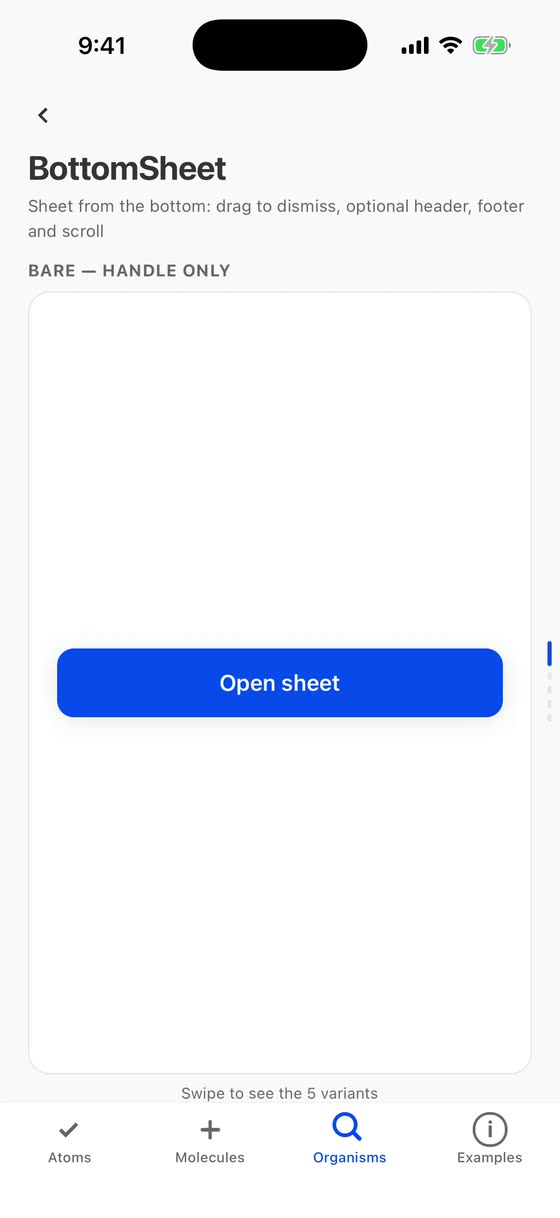 9:41
BottomSheet
Sheet from the bottom: drag to dismiss, optional header, footer
and scroll
BARE — HANDLE ONLY
Open sheet
Swipe to see the 5 variants
Atoms
Molecules
Organisms
Examples